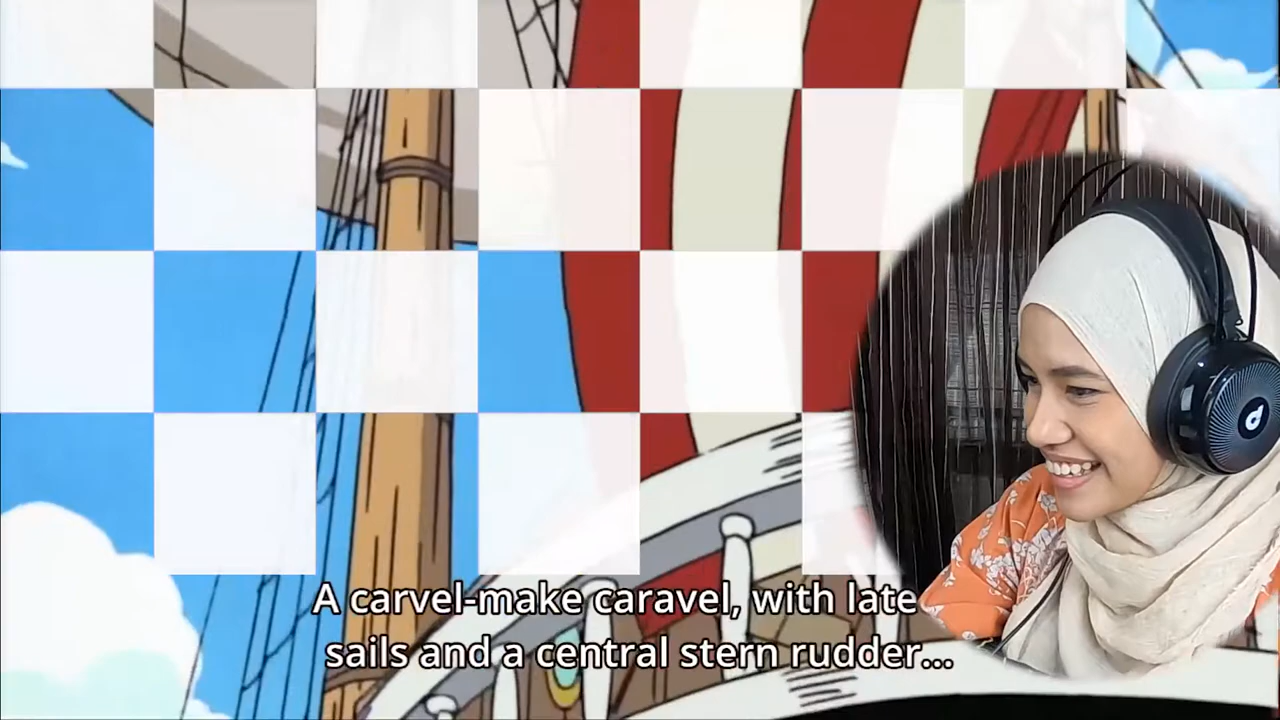 A carvel-make caravel, with late
sails and a central stern rudder...